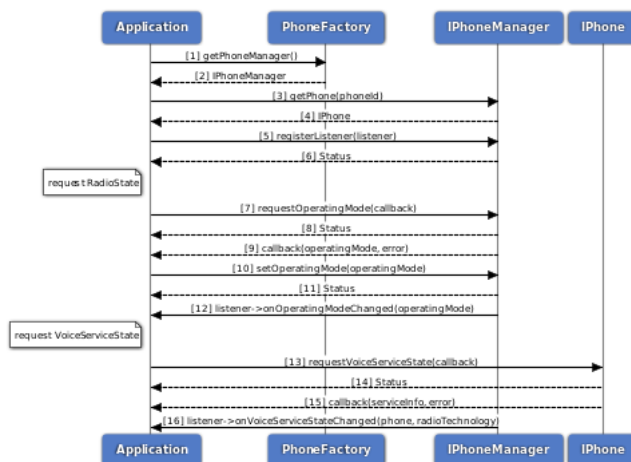 Application PhoneFactory IPhoneManager IPhone
[1] getPhoneManager()
[2] IPhoneManager
[3] getPhone(phoneId)
[4] IPhone
[5] registerListener(listener)
[6] Status
request RadioState
[7] requestOperatingMode(callback)
[8] Status
[9] callback(operatingMode, error)
[10] setOperatingMode(operatingMode)
[11] Status
[12] listener->onOperatingModeChanged(operatingMode)
request VoiceServiceState
[13] requestVoiceServiceState(callback)
[14] Status
[15] callback(serviceInfo, error)
[16] listener->onVoiceServiceStateChanged(phone, radioTechnology)
Application PhoneFactory IPhoneManager IPhone